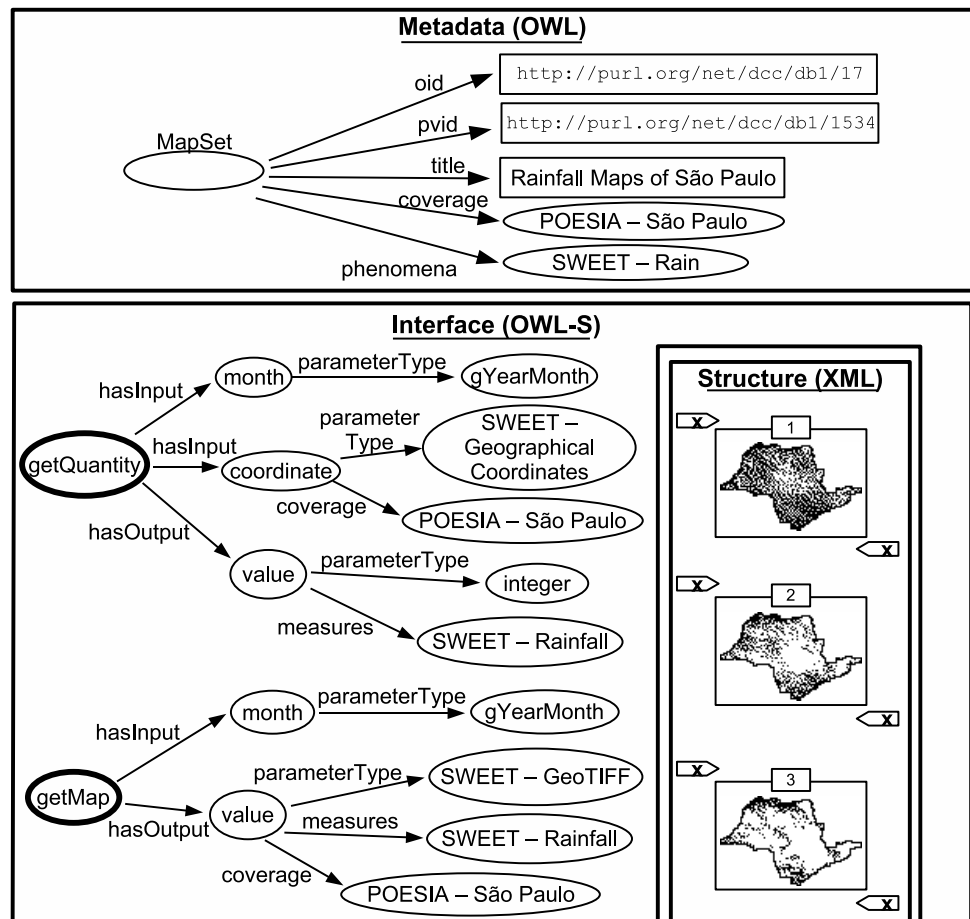 Metadata (OWL)
oid
http://purl.org/net/dcc/db1/17
pvid
http://purl.org/net/dcc/db1/1534
MapSet
title
Rainfall Maps of São Paulo
coverage
POESIA – São Paulo
phenomena
SWEET – Rain
Interface (OWL-S)
hasInput
month
parameterType
gYearMonth
getQuantity
hasInput
coordinate
parameter
Type
SWEET –
Geographical
Coordinates
coverage
POESIA – São Paulo
hasOutput
value
parameterType
integer
measures
SWEET – Rainfall
getMap
hasInput
month
parameterType
gYearMonth
hasOutput
value
parameterType
SWEET – GeoTIFF
measures
SWEET – Rainfall
coverage
POESIA – São Paulo
Structure (XML)
x
1
x
x
2
x
x
3
x